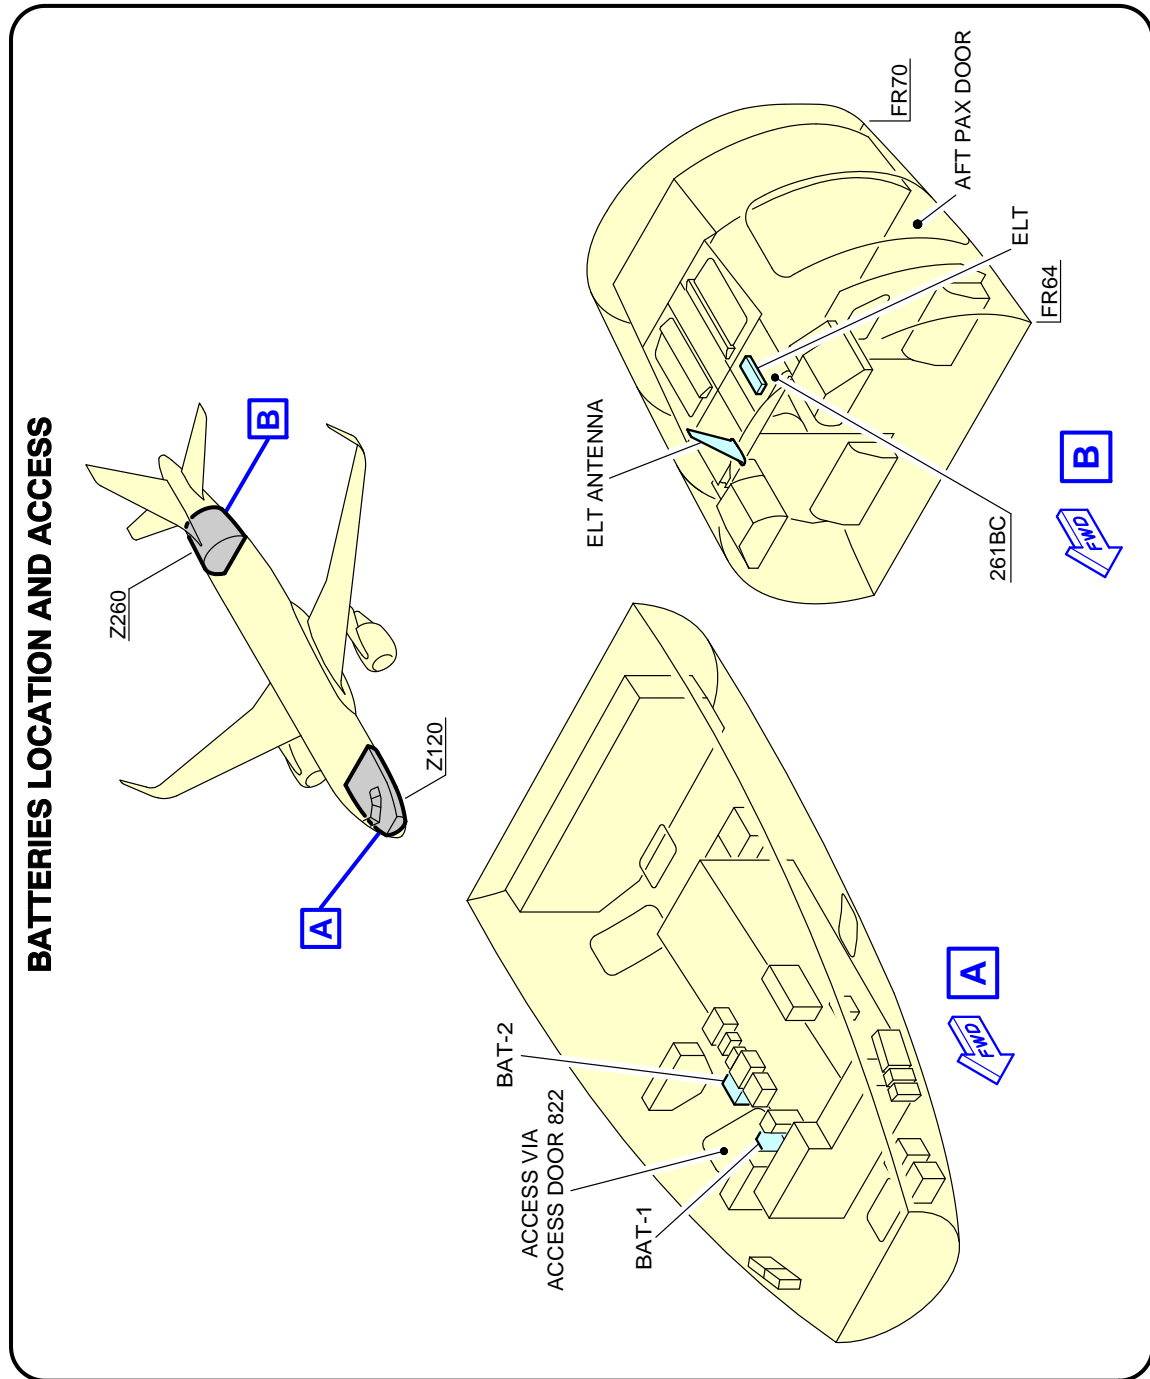 BATTERIES LOCATION AND ACCESS
Z260
B
A
Z120
ELT ANTENNA
FR70
AFT PAX DOOR
ELT
FR64
261BC
FWD
B
BAT-2
ACCESS VIA
ACCESS DOOR 822
BAT-1
FWD
A